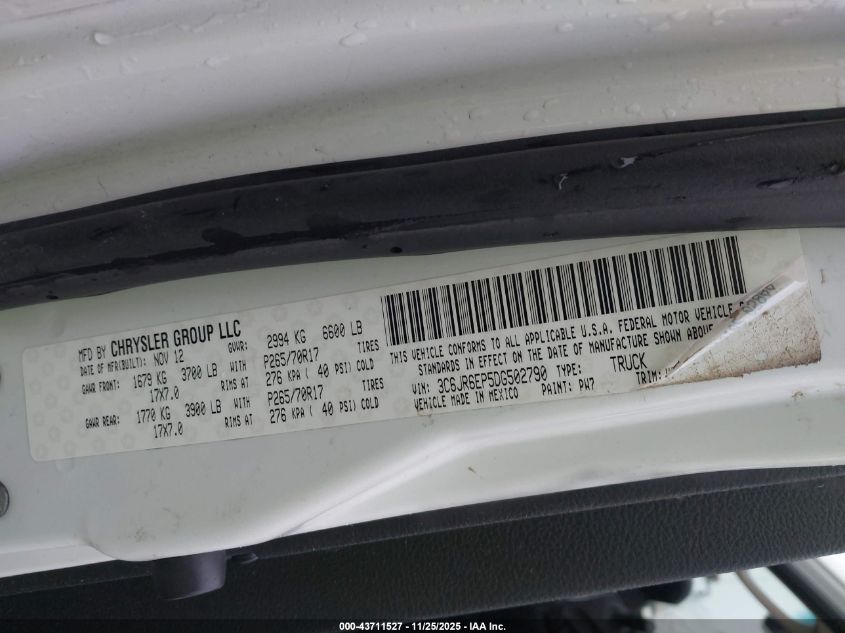 MFD BY CHRYSLER GROUP LLC
DATE OF MFR: NOV 12 GVWR: 2994 KG 6600 LB
GAWR FRONT: 1679 KG 3700 LB WITH P265/70R17 TIRES
17X7.0 RIMS AT 276 KPA ( 40 PSI) COLD
GAWR REAR: 1770 KG 3900 LB WITH P265/70R17 TIRES
17X7.0 RIMS AT 276 KPA ( 40 PSI) COLD
THIS VEHICLE CONFORMS TO ALL APPLICABLE U.S.A. FEDERAL MOTOR VEHICLE
STANDARDS IN EFFECT ON THE DATE OF MANUFACTURE SHOWN ABOVE
VIN: 3C6JR6EP5DG502790 TYPE: TRUCK
VEHICLE MADE IN MEXICO PAINT: PW7 TRIM:
000-43711527 - 11/25/2025 - IAA Inc.